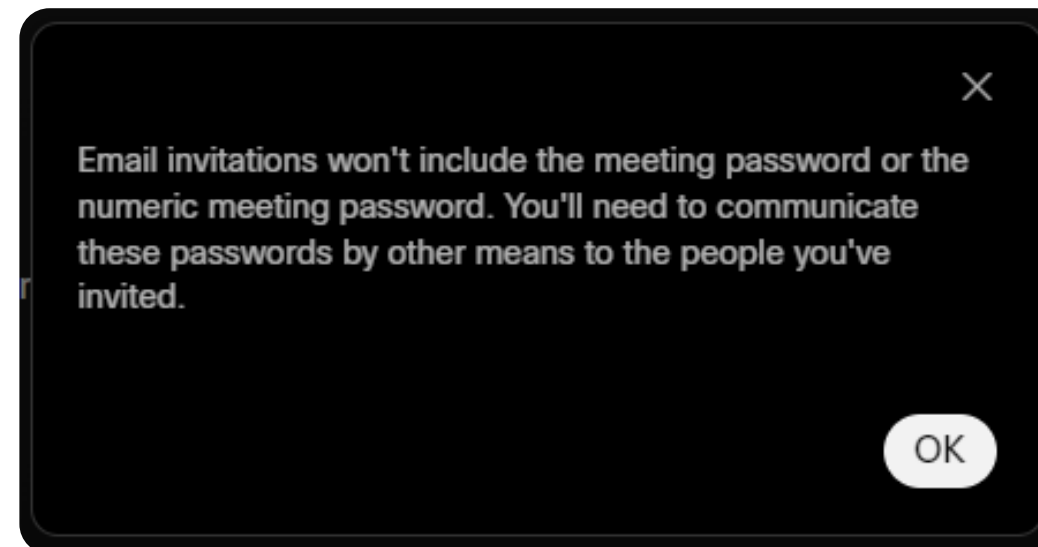 Email invitations won't include the meeting password or the
numeric meeting password. You'll need to communicate
these passwords by other means to the people you've
invited.
OK